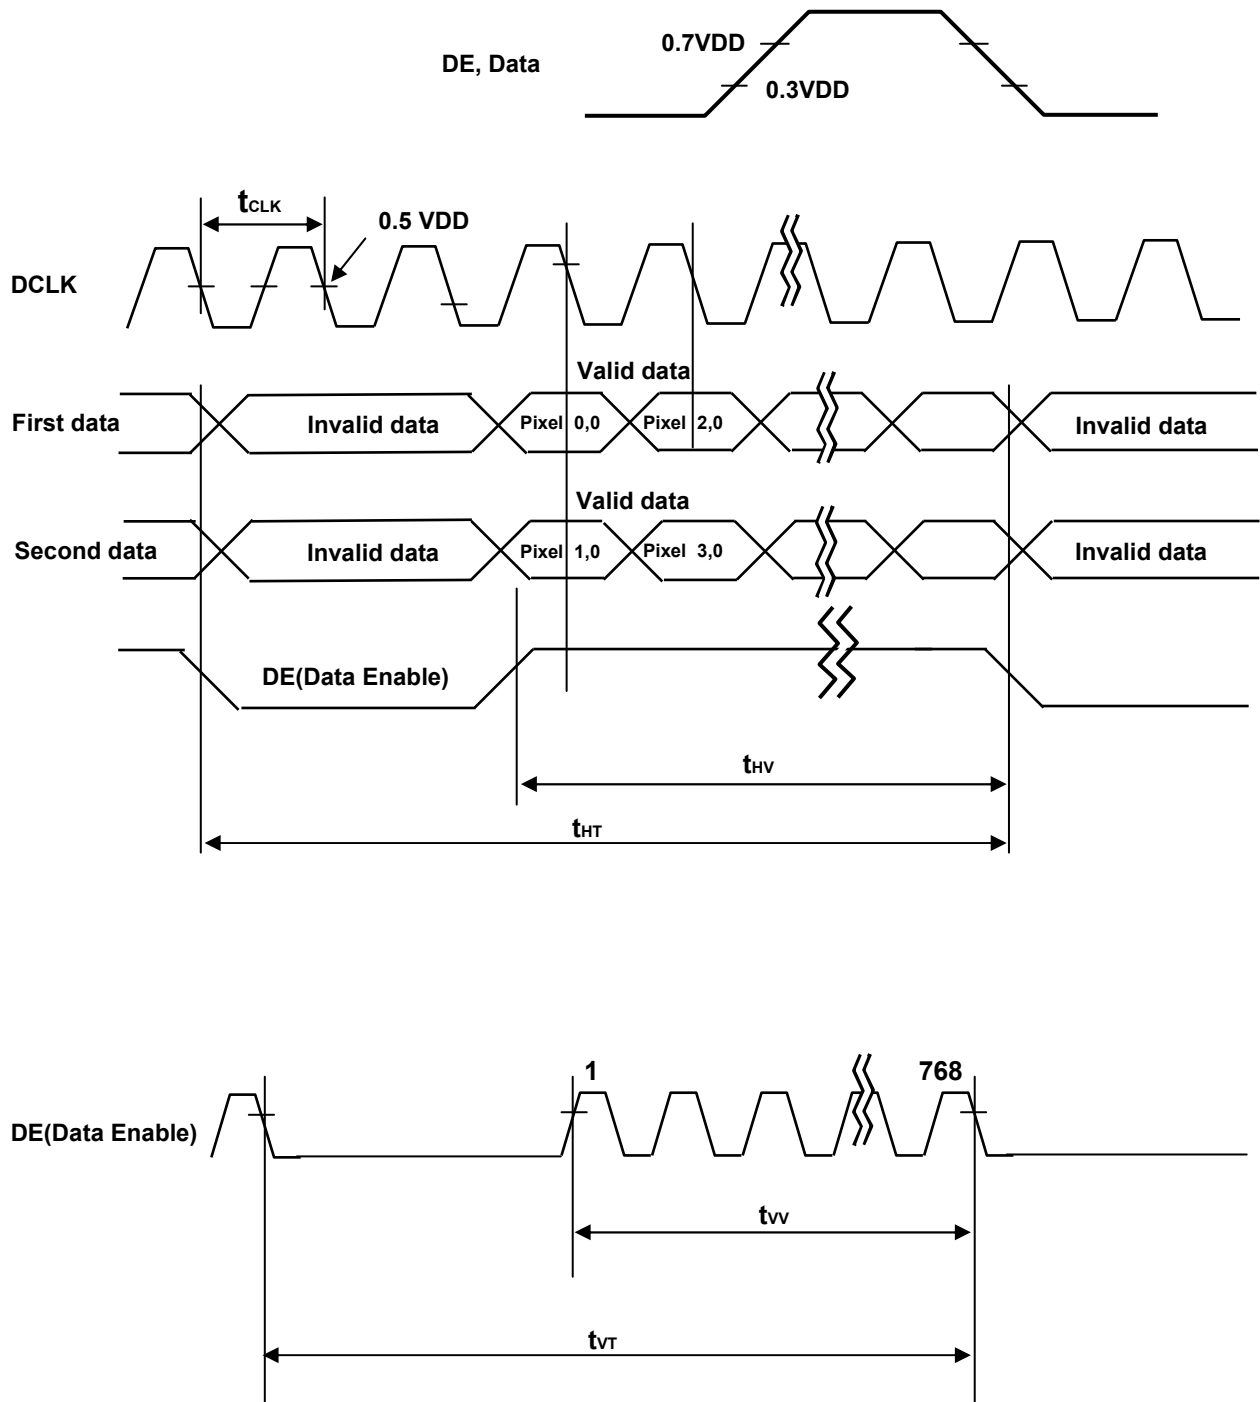 0.7VDD
DE, Data
0.3VDD
tCLK
0.5 VDD
DCLK
Valid data
First data
Invalid data
Pixel 0,0
Pixel 2,0
Invalid data
Valid data
Second data
Invalid data
Pixel 1,0
Pixel 3,0
Invalid data
DE(Data Enable)
tHV
tHT
1
768
DE(Data Enable)
tVV
tVT